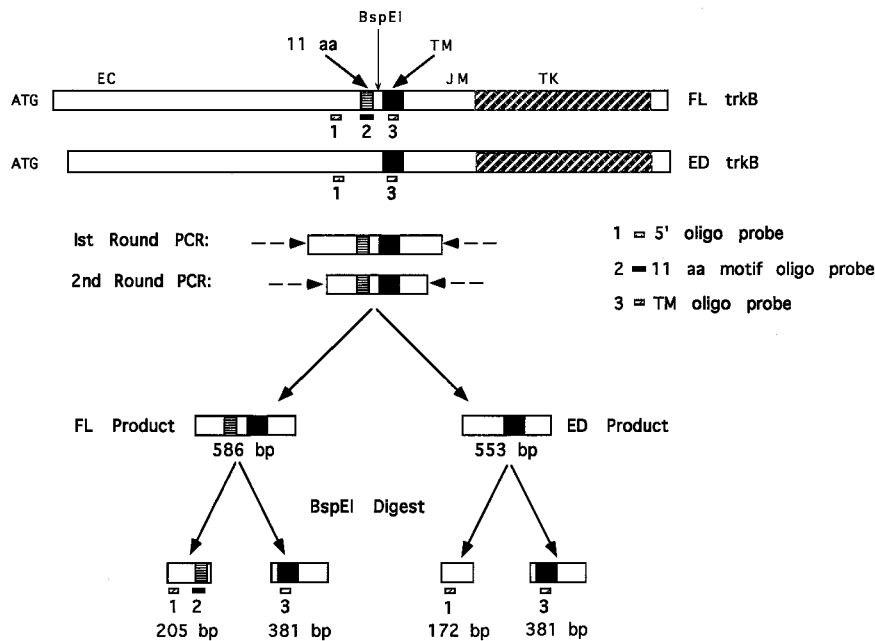 BspEI
11 aa
TM
EC
JM
TK
ATG
FL trkB
1 2 3
ATG
ED trkB
1 3
1st Round PCR:
2nd Round PCR:
1 5' oligo probe
2 11 aa motif oligo probe
3 TM oligo probe
FL Product
586 bp
ED Product
553 bp
BspEI Digest
1 2
3
1
3
205 bp
381 bp
172 bp
381 bp